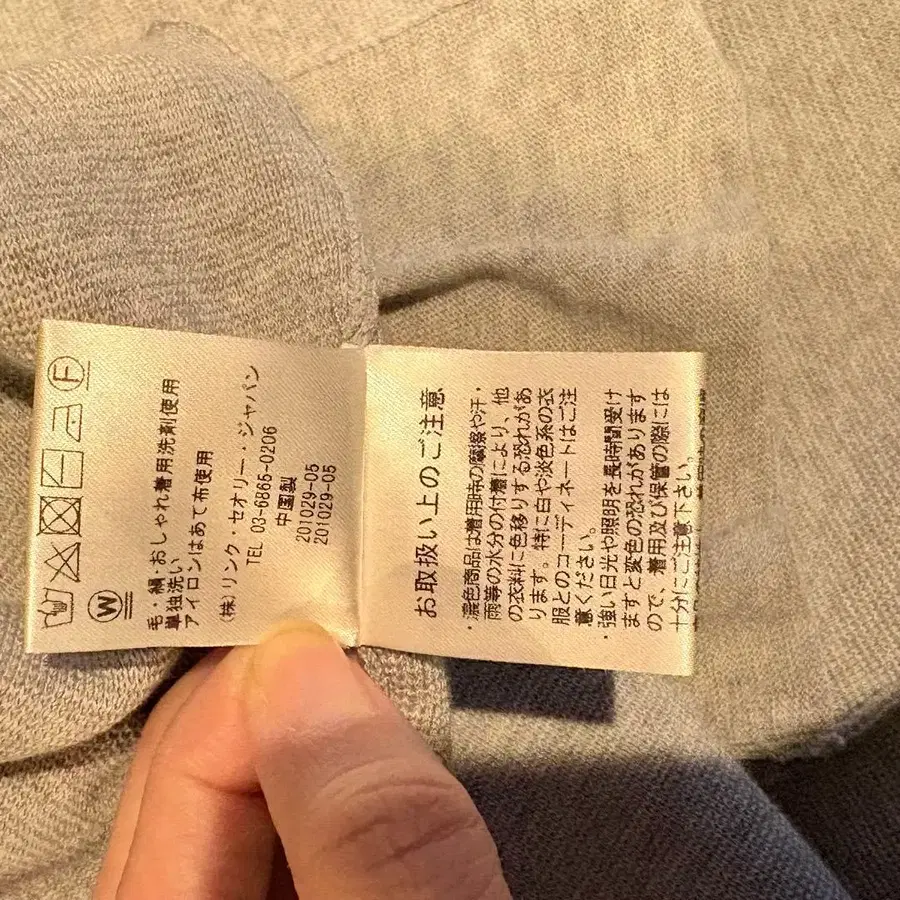 F
W
毛・絹・おしゃれ着用洗剤使用
単独洗い
アイロンはあて布使用
(株)リンク・セオリー・ジャパン
TEL 03-6865-0206
中国製
201029-05
201029-05
お取扱い上のご注意
・濃色商品は着用時の摩擦や汗・
雨等の水分の付着により、他
の衣料に色移りする恐れがあ
ります。特に白や淡色系の衣
服とのコーディネートはご注
意ください。
・強い日光や照明を長時間受け
ますと変色の恐れがあります
ので、着用及び保管の際には
十分にご注意下さい。